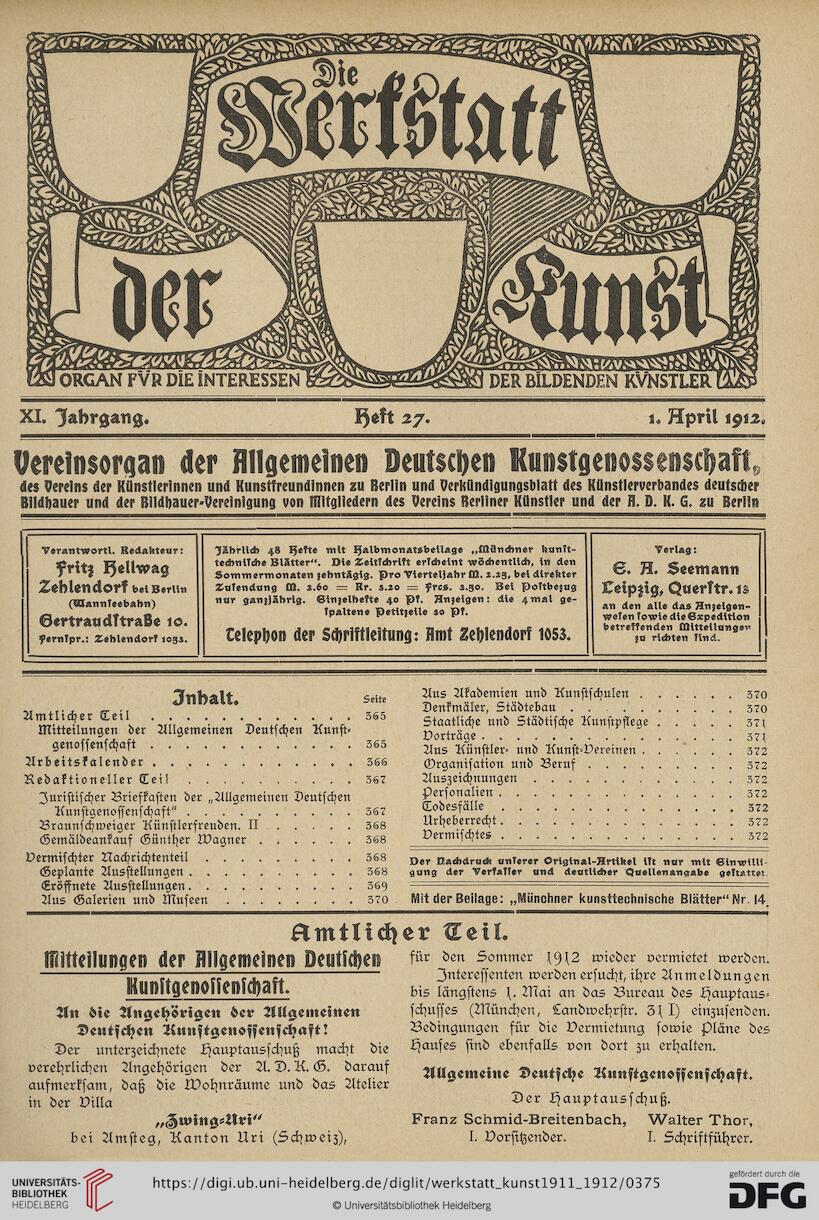 Die
Werkstatt
der Kunst
ORGAN FVR DIE INTERESSEN DER BILDENDEN KVNSTLER
XI. Jahrgang. Heft 27. 1. April 1912.
Vereinsorgan der Allgemeinen Deutschen Kunstgenossenschaft,
des Vereins der Künstlerinnen und Kunstfreundinnen zu Berlin und Verkündigungsblatt des Künstlerverbandes deutscher
Bildhauer und der Bildhauer-Vereinigung von Mitgliedern des Vereins Berliner Künstler und der A. D. K. G. zu Berlin
Verantwortl. Redakteur:
Fritz Hellwag
Zehlendorf bei Berlin
(Wannseebahn)
Gertraudstraße 10.
Fernspr.: Zehlendorf 1053.
Jährlich 48 Hefte mit Halbmonatsbeilage „Münchner kunst-
technische Blätter“. Die Zeitschrift erscheint wöchentlich, in den
Sommermonaten zehntägig. Pro Vierteljahr M. 2.25, bei direkter
Zusendung M. 2.60 = Kr. 3.20 = Frcs. 3.50. Bei Postbezug
nur ganzjährig. Einzelhefte 40 Pf. Anzeigen: die 4 mal ge-
spaltene Petitzeile 30 Pf.
Telephon der Schriftleitung: Amt Zehlendorf 1053.
Verlag:
E. A. Seemann
Leipzig, Querstr. 13
an den alle das Anzeigen-
wesen sowie die Expedition
betreffenden Mitteilungen
zu richten sind.
Inhalt. Seite
Amtlicher Teil . . . . . . . . . . . . 365
Mitteilungen der Allgemeinen Deutschen Kunst-
genossenschaft . . . . . . . . . . . 365
Arbeitskalender . . . . . . . . . . . 366
Redaktioneller Teil . . . . . . . . . . 367
Juristischer Briefkasten der „Allgemeinen Deutschen
Kunstgenossenschaft“ . . . . . . . . . 367
Braunschweiger Künstlerfreuden. II . . . . . 368
Gemäldeankauf Günther Wagner . . . . . . 368
Vermischter Nachrichtenteil . . . . . . . . 368
Geplante Ausstellungen . . . . . . . . . 368
Eröffnete Ausstellungen . . . . . . . . . 369
Aus Galerien und Museen . . . . . . . . 370
Aus Akademien und Kunstschulen . . . . . . 370
Denkmäler, Städtebau . . . . . . . . . 370
Staatliche und Städtische Kunstpflege . . . . . 371
Vorträge . . . . . . . . . . . . . 371
Aus Künstler- und Kunst-Vereinen . . . . . . 372
Organisation und Beruf . . . . . . . . . 372
Auszeichnungen . . . . . . . . . . . 372
Personalien . . . . . . . . . . . . 372
Todesfälle . . . . . . . . . . . . 372
Urheberrecht . . . . . . . . . . . . 372
Vermischtes . . . . . . . . . . . . 372
Der Nachdruck unserer Original-Artikel ist nur mit Einwilli-
gung der Verfasser und deutlicher Quellenangabe gestattet.
Mit der Beilage: „Münchner kunsttechnische Blätter“ Nr. 14.
Amtlicher Teil.
Mitteilungen der Allgemeinen Deutschen
Kunstgenossenschaft.
An die Angehörigen der Allgemeinen
Deutschen Kunstgenossenschaft!
Der unterzeichnete Hauptausschuß macht die
verehrlichen Angehörigen der A. D. K. G. darauf
aufmerksam, daß die Wohnräume und das Atelier
in der Villa
„Zwing-Uri“
bei Amsteg, Kanton Uri (Schweiz),
für den Sommer 1912 wieder vermietet werden.
Interessenten werden ersucht, ihre Anmeldungen
bis längstens 1. Mai an das Bureau des Hauptaus-
schusses (München, Landwehrstr. 31 I) einzusenden.
Bedingungen für die Vermietung sowie Pläne des
Hauses sind ebenfalls von dort zu erhalten.
Allgemeine Deutsche Kunstgenossenschaft.
Der Hauptausschuß.
Franz Schmid-Breitenbach, Walter Thor,
I. Vorsitzender. I. Schriftführer.
UNIVERSITÄTS-
BIBLIOTHEK
HEIDELBERG
https://digi.ub.uni-heidelberg.de/diglit/werkstatt_kunst1911_1912/0375
© Universitätsbibliothek Heidelberg
gefördert durch die
DFG